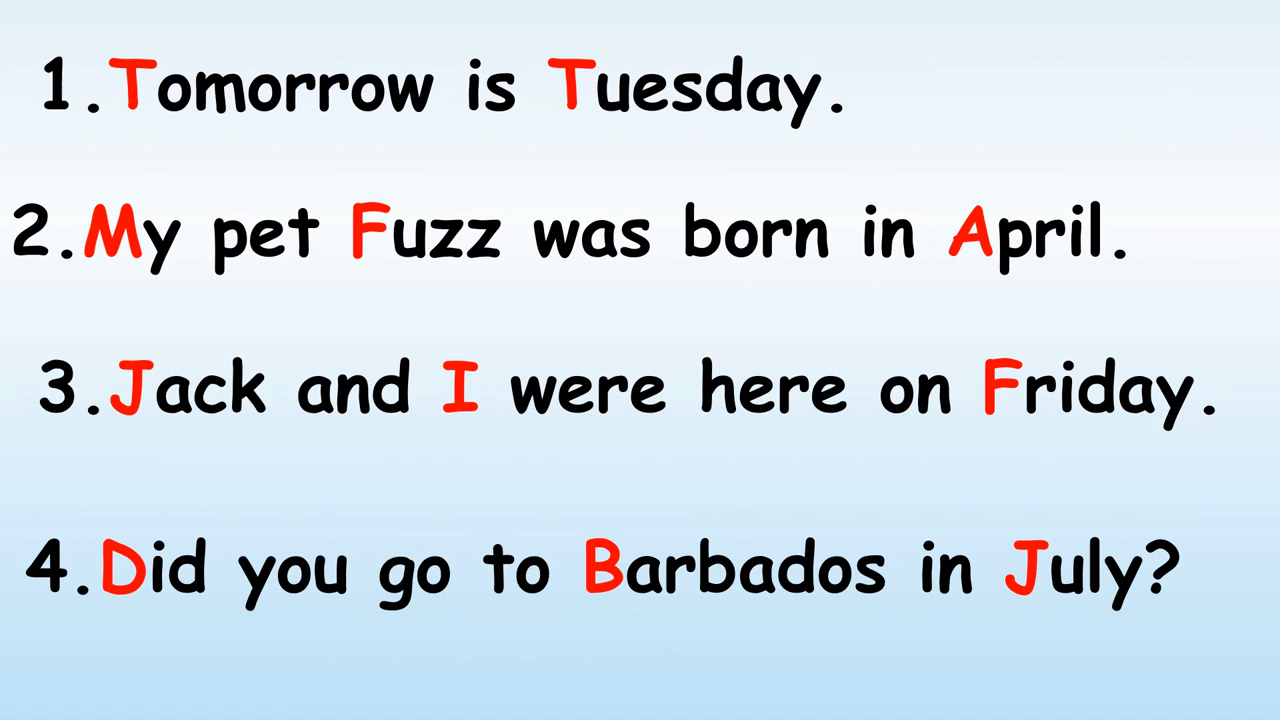 1.Tomorrow is Tuesday.
2.My pet Fuzz was born in April.
3.Jack and I were here on Friday.
4.Did you go to Barbados in July?